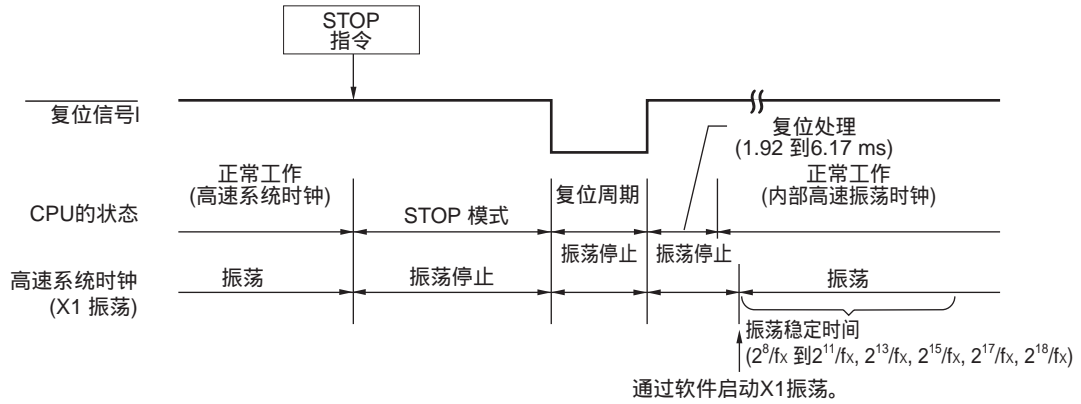 STOP
指令
复位信号I
复位处理
(1.92 到6.17 ms)
正常工作
(高速系统时钟)
复位周期
正常工作
(内部高速振荡时钟)
CPU的状态
STOP 模式
振荡停止
振荡停止
高速系统时钟
(X1 振荡)
振荡
振荡停止
振荡
振荡稳定时间
(2⁸/fx 到2¹¹/fx, 2¹³/fx, 2¹⁵/fx, 2¹⁷/fx, 2¹⁸/fx)
通过软件启动X1振荡。